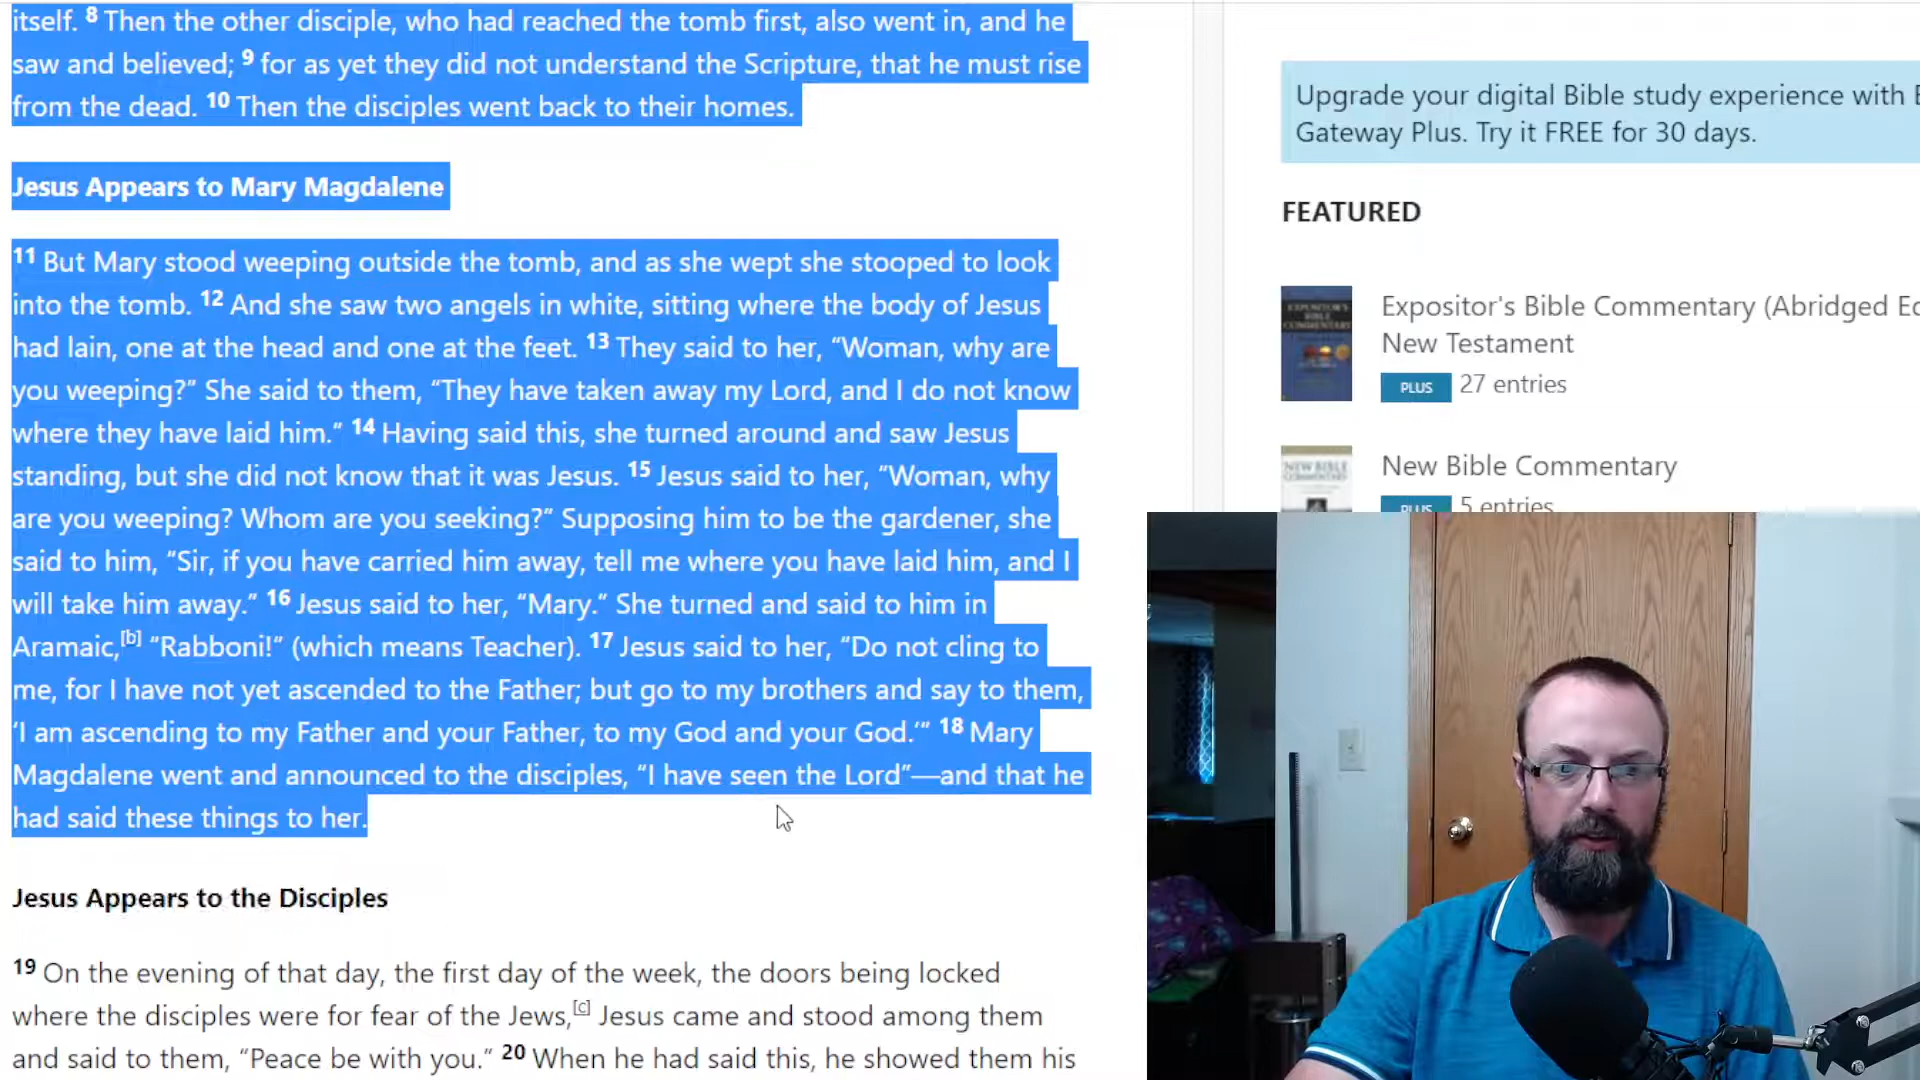 itself. 8 Then the other disciple, who had reached the tomb first, also went in, and he
saw and believed; 9 for as yet they did not understand the Scripture, that he must rise
from the dead. 10 Then the disciples went back to their homes.
Jesus Appears to Mary Magdalene
11 But Mary stood weeping outside the tomb, and as she wept she stooped to look
into the tomb. 12 And she saw two angels in white, sitting where the body of Jesus
had lain, one at the head and one at the feet. 13 They said to her, “Woman, why are
you weeping?” She said to them, “They have taken away my Lord, and I do not know
where they have laid him.” 14 Having said this, she turned around and saw Jesus
standing, but she did not know that it was Jesus. 15 Jesus said to her, “Woman, why
are you weeping? Whom are you seeking?” Supposing him to be the gardener, she
said to him, “Sir, if you have carried him away, tell me where you have laid him, and I
will take him away.” 16 Jesus said to her, “Mary.” She turned and said to him in
Aramaic,[b] “Rabboni!” (which means Teacher). 17 Jesus said to her, “Do not cling to
me, for I have not yet ascended to the Father; but go to my brothers and say to them,
‘I am ascending to my Father and your Father, to my God and your God.’” 18 Mary
Magdalene went and announced to the disciples, “I have seen the Lord”—and that he
had said these things to her.
Jesus Appears to the Disciples
19 On the evening of that day, the first day of the week, the doors being locked
where the disciples were for fear of the Jews,[c] Jesus came and stood among them
and said to them, “Peace be with you.” 20 When he had said this, he showed them his
Upgrade your digital Bible study experience with
Gateway Plus. Try it FREE for 30 days.
FEATURED
EXPOSITOR'S
BIBLE
COMMENTARY
Expositor's Bible Commentary (Abridged
New Testament
PLUS 27 entries
NEW BIBLE
COMMENTARY
New Bible Commentary
PLUS 5 entries